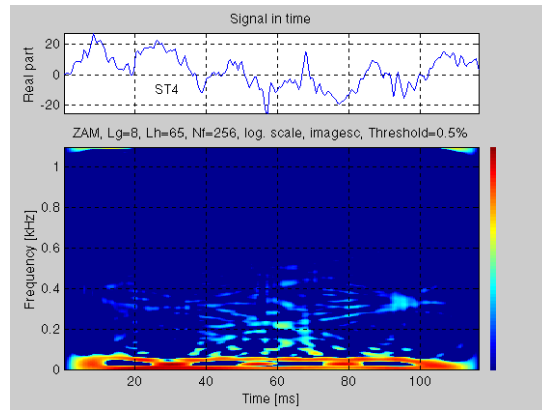 Signal in time
20
0
-20
Real part
ST4
ZAM, Lg=8, Lh=65, Nf=256, log. scale, imagesc, Threshold=0.5%
1
0.8
0.6
0.4
0.2
0
Frequency [kHz]
20 40 60 80 100
Time [ms]